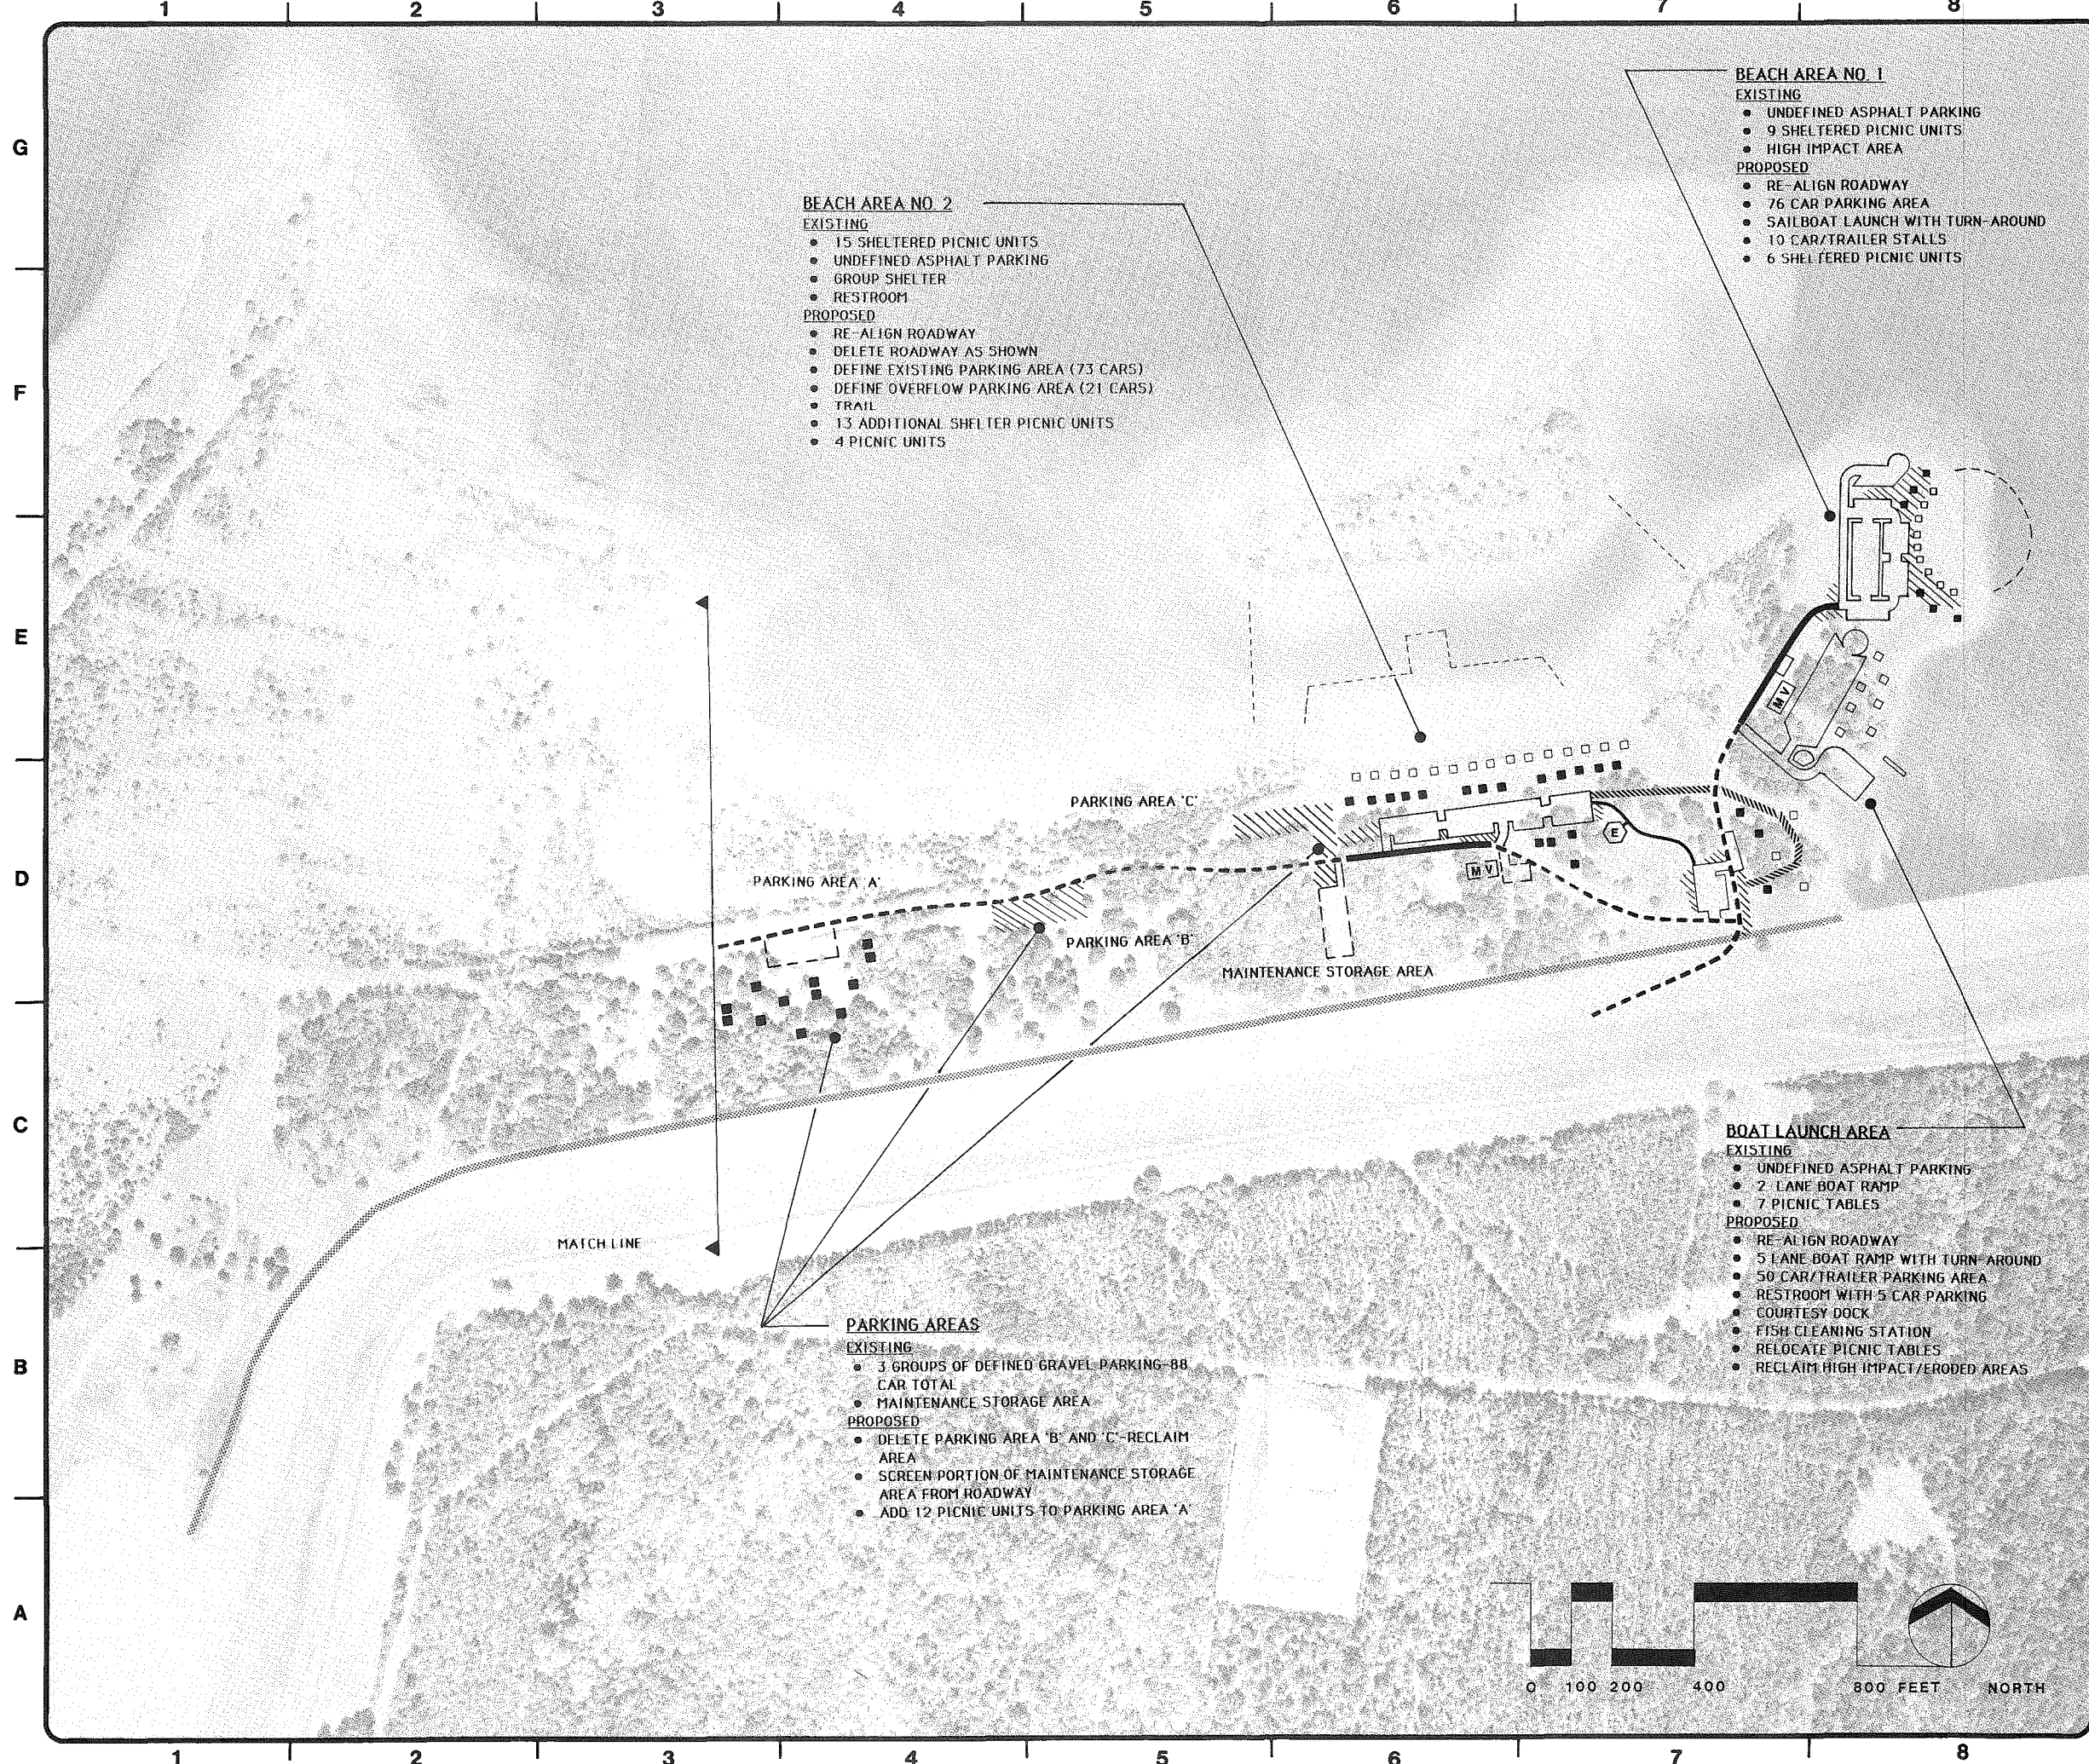 1 2 3 4 5 6 7 8
BEACH AREA NO. 1
EXISTING
• UNDEFINED ASPHALT PARKING
• 9 SHELTERED PICNIC UNITS
• HIGH IMPACT AREA
PROPOSED
• RE-ALIGN ROADWAY
• 76 CAR PARKING AREA
• SAILBOAT LAUNCH WITH TURN-AROUND
• 10 CAR/TRAILER STALLS
• 6 SHELTERED PICNIC UNITS
G
BEACH AREA NO. 2
EXISTING
• 15 SHELTERED PICNIC UNITS
• UNDEFINED ASPHALT PARKING
• GROUP SHELTER
• RESTROOM
PROPOSED
• RE-ALIGN ROADWAY
• DELETE ROADWAY AS SHOWN
• DEFINE EXISTING PARKING AREA (73 CARS)
• DEFINE OVERFLOW PARKING AREA (21 CARS)
• TRAIL
• 13 ADDITIONAL SHELTER PICNIC UNITS
• 4 PICNIC UNITS
F
E
M V
PARKING AREA 'C'
E
M V
D
PARKING AREA 'A'
PARKING AREA 'B'
MAINTENANCE STORAGE AREA
C
BOAT LAUNCH AREA
EXISTING
• UNDEFINED ASPHALT PARKING
• 2 LANE BOAT RAMP
• 7 PICNIC TABLES
PROPOSED
• RE-ALIGN ROADWAY
• 5 LANE BOAT RAMP WITH TURN-AROUND
• 50 CAR/TRAILER PARKING AREA
• RESTROOM WITH 5 CAR PARKING
• COURTESY DOCK
• FISH CLEANING STATION
• RELOCATE PICNIC TABLES
• RECLAIM HIGH IMPACT/ERODED AREAS
MATCH LINE
B
PARKING AREAS
EXISTING
• 3 GROUPS OF DEFINED GRAVEL PARKING-88
CAR TOTAL
• MAINTENANCE STORAGE AREA
PROPOSED
• DELETE PARKING AREA 'B' AND 'C'-RECLAIM
AREA
• SCREEN PORTION OF MAINTENANCE STORAGE
AREA FROM ROADWAY
• ADD 12 PICNIC UNITS TO PARKING AREA 'A'
A
0 100 200 400 800 FEET NORTH
1 2 3 4 5 6 7 8